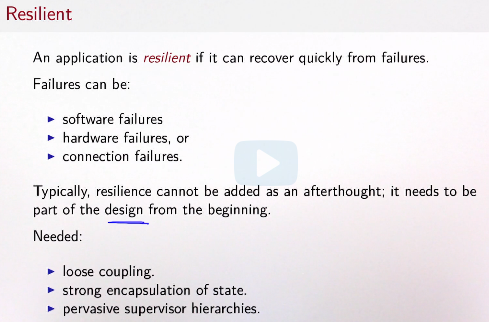 Resilient
An application is resilient if it can recover quickly from failures.
Failures can be:
▶ software failures
▶ hardware failures, or
▶ connection failures.
Typically, resilience cannot be added as an afterthought; it needs to be
part of the design from the beginning.
Needed:
▶ loose coupling.
▶ strong encapsulation of state.
▶ pervasive supervisor hierarchies.